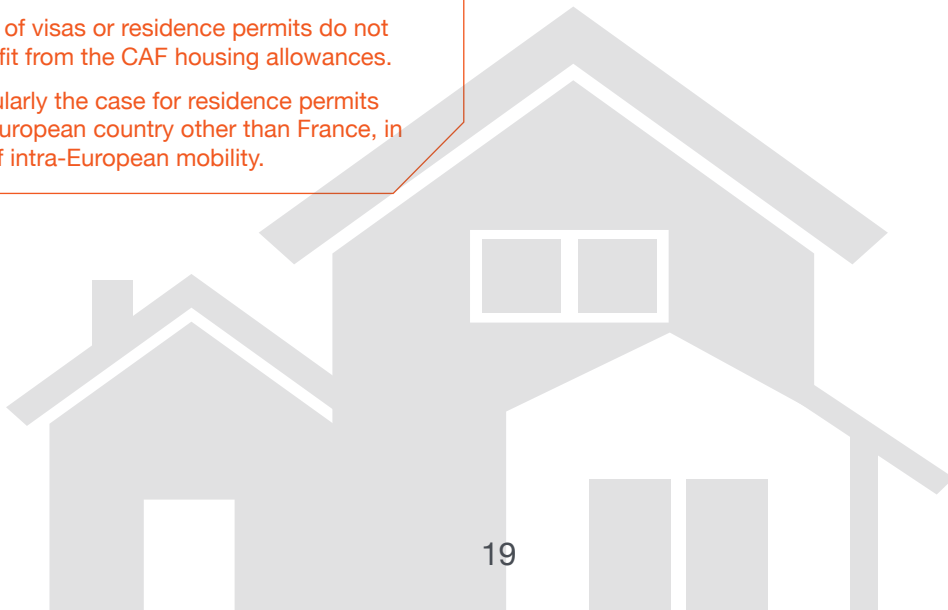 of visas or residence permits do not
fit from the CAF housing allowances.
ularly the case for residence permits
uropean country other than France, in
f intra-European mobility.
19